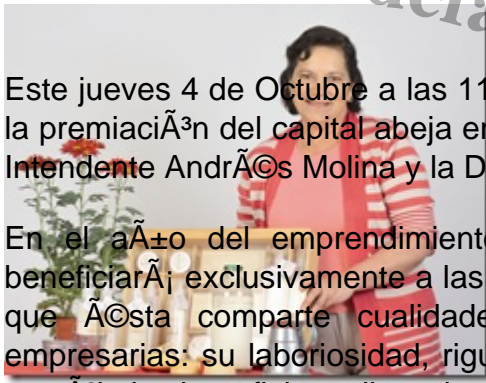 Este jueves 4 de Octubre a las 11
la premiaciÃ³n del capital abeja en
Intendente AndrÃ©s Molina y la D
En el aÃ±o del emprendimiento
beneficiarÃ¡ exclusivamente a las
que Ã©sta comparte cualidade
empresarias: su laboriosidad, rigu